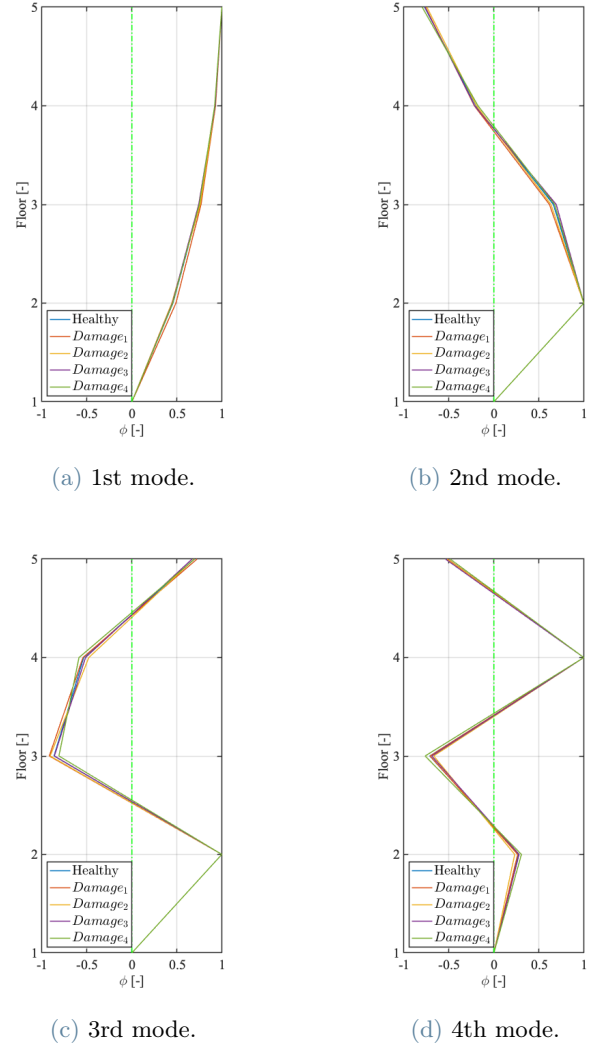 5
4
3
2
1
Floor [-]
Healthy
Damage₁
Damage₂
Damage₃
Damage₄
-1 -0.5 0 0.5 1
ϕ [-]
(a) 1st mode.
5
4
3
2
1
Floor [-]
Healthy
Damage₁
Damage₂
Damage₃
Damage₄
-1 -0.5 0 0.5 1
ϕ [-]
(b) 2nd mode.
5
4
3
2
1
Floor [-]
Healthy
Damage₁
Damage₂
Damage₃
Damage₄
-1 -0.5 0 0.5 1
ϕ [-]
(c) 3rd mode.
5
4
3
2
1
Floor [-]
Healthy
Damage₁
Damage₂
Damage₃
Damage₄
-1 -0.5 0 0.5 1
ϕ [-]
(d) 4th mode.